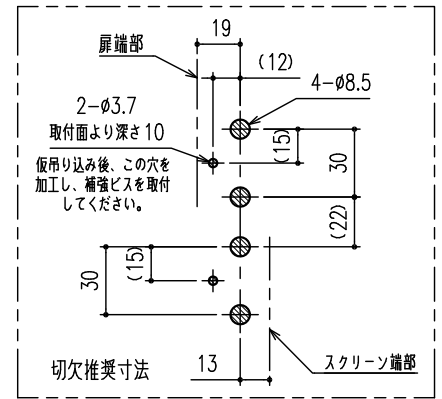 19
扉端部
(12)
4-ø8.5
2-ø3.7
取付面より深さ10
仮吊り込み後、この穴を
加工し、補強ビスを取付
してください。
(15)
30
(22)
(15)
30
切欠推奨寸法
13
スクリーン端部